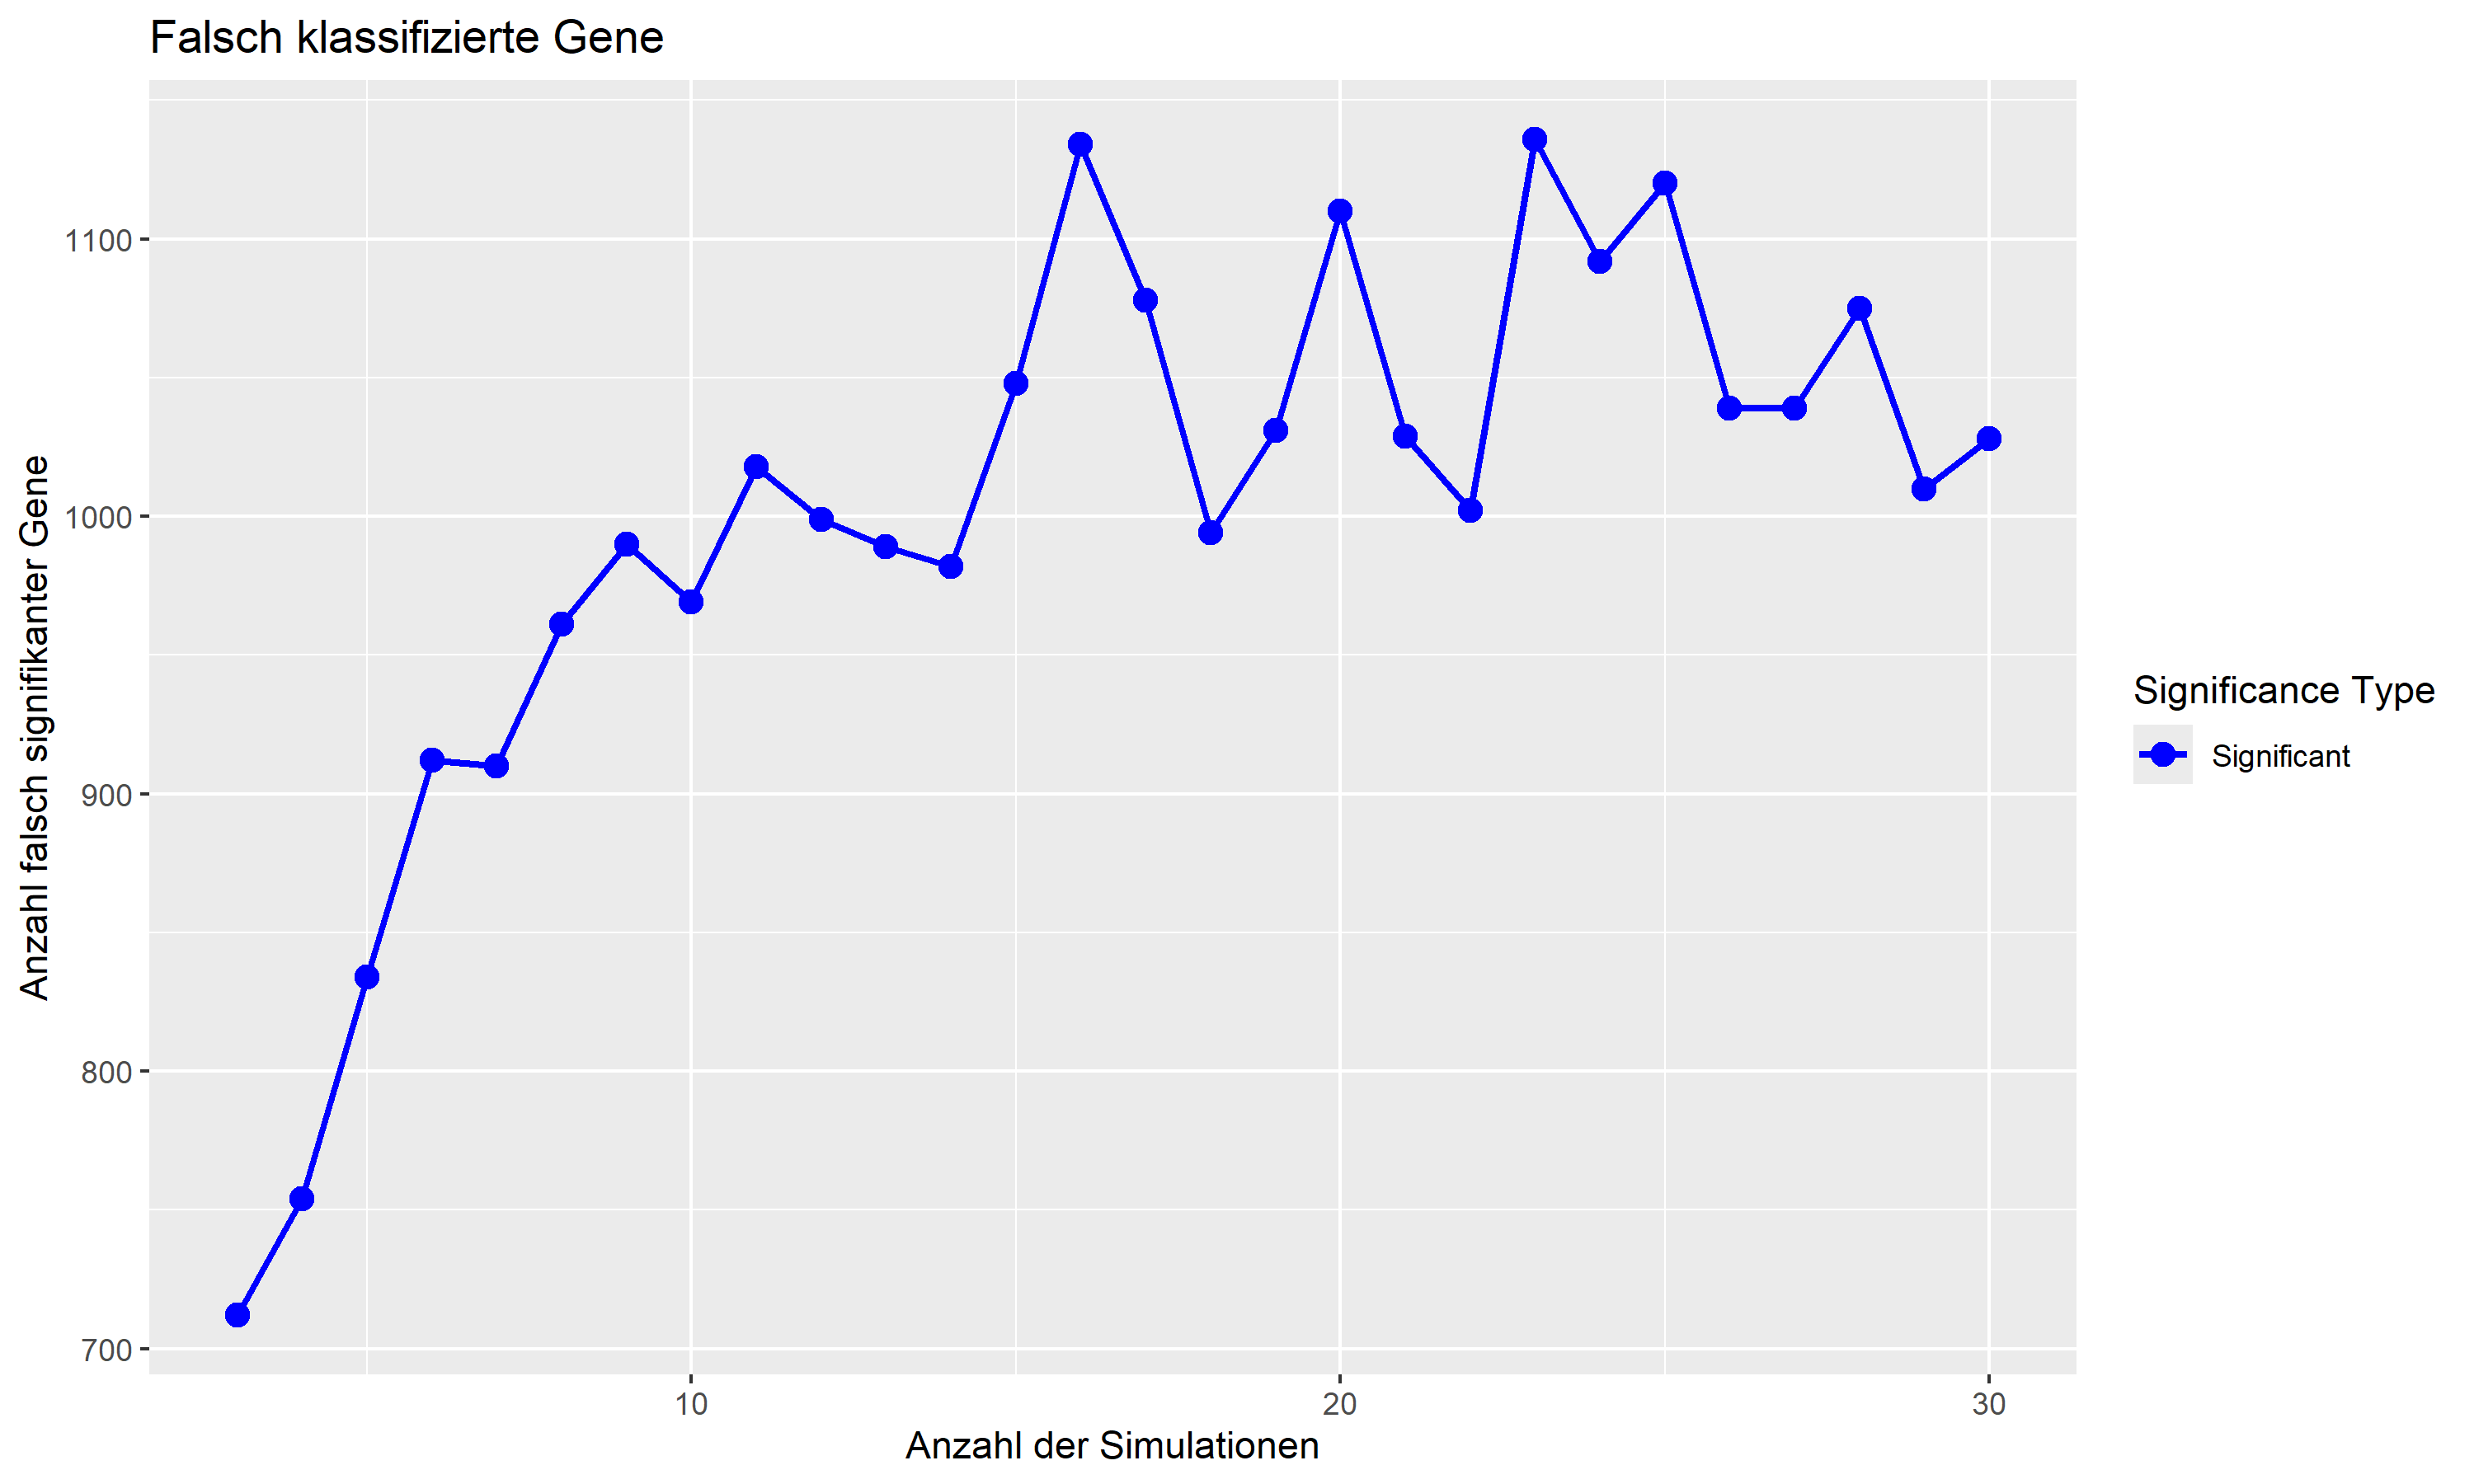 Falsch klassifizierte Gene
Anzahl falsch signifikanter Gene
1100
1000
900
800
700
10
20
30
Anzahl der Simulationen
Significance Type
Significant